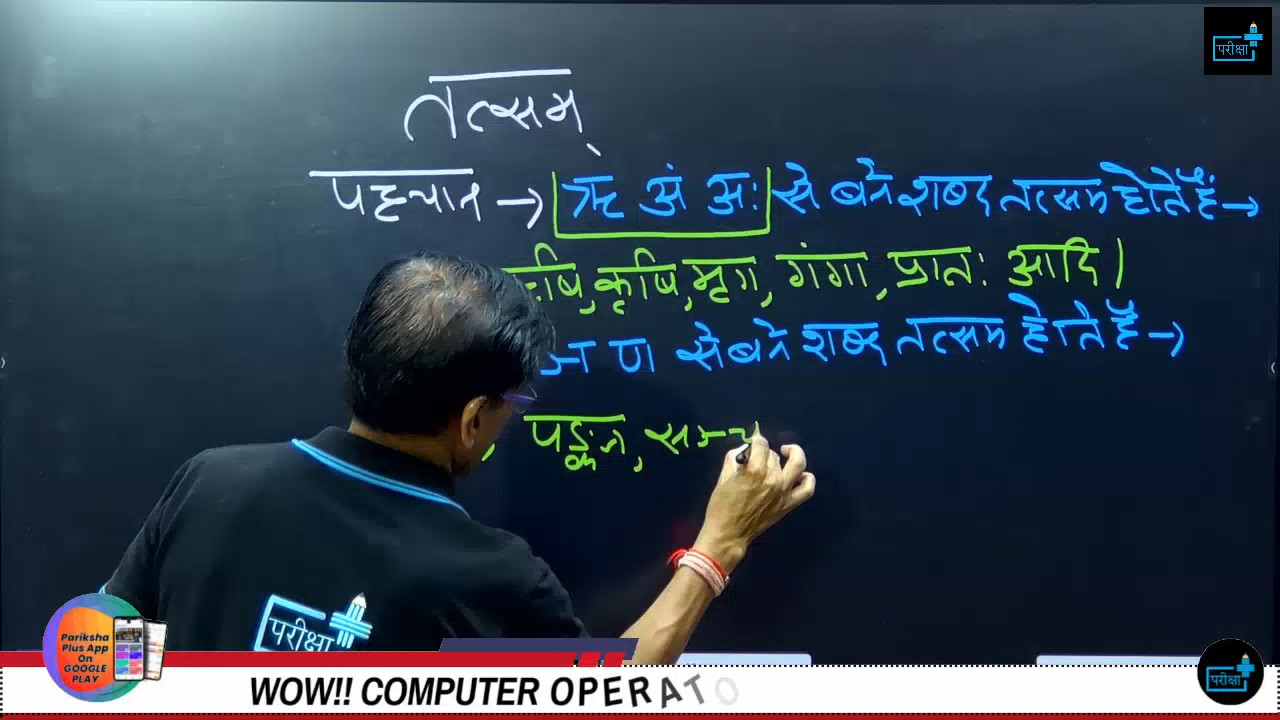 तत्सम्
पहचान → ऋ अं अः से बने शब्द तत्सम होते हैं →
कृषि, मृग, गंगा, प्रातः आदि।
ण से बने शब्द तत्सम होते हैं →
, पङ्कज,
परीक्षा
परीक्षा
Pariksha
Plus App
On
GOOGLE
PLAY
WOW!! COMPUTER OPERATO
परीक्षा